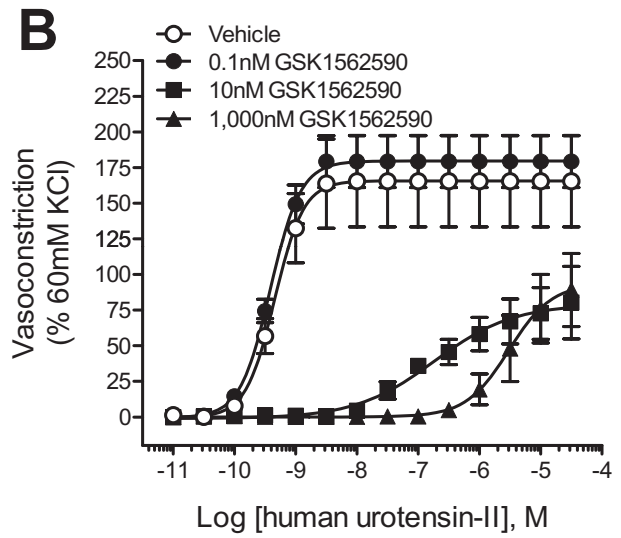 B
Vehicle
0.1nM GSK1562590
10nM GSK1562590
1,000nM GSK1562590
Vasoconstriction
(% 60mM KCl)
250
225
200
175
150
125
100
75
50
25
0
-11 -10 -9 -8 -7 -6 -5 -4
Log [human urotensin-II], M